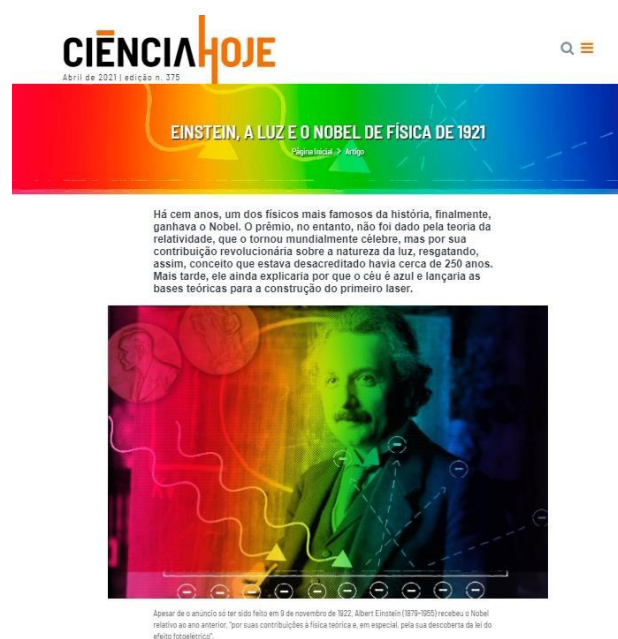 CIÊNCIAHOJE
Abril de 2021 | edição n. 375
EINSTEIN, A LUZ E O NOBEL DE FÍSICA DE 1921
Página Inicial > Artigo
Há cem anos, um dos físicos mais famosos da história, finalmente,
ganhava o Nobel. O prêmio, no entanto, não foi dado pela teoria da
relatividade, que o tornou mundialmente célebre, mas por sua
contribuição revolucionária sobre a natureza da luz, resgatando,
assim, conceito que estava desacreditado havia cerca de 250 anos.
Mais tarde, ele ainda explicaria por que o céu é azul e lançaria as
bases teóricas para a construção do primeiro laser.
Apesar de o anúncio só ter sido feito em 9 de novembro de 1922, Albert Einstein (1879-1955) recebeu o Nobel
relativo ao ano anterior, "por suas contribuições à física teórica e, em especial, pela sua descoberta da lei do
efeito fotoelétrico".